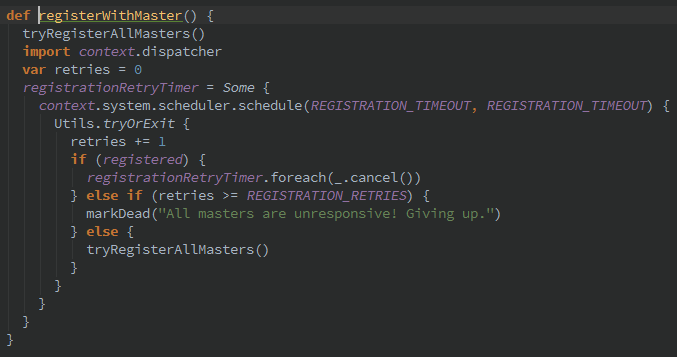 def registerWithMaster() {
  tryRegisterAllMasters()
  import context.dispatcher
  var retries = 0
  registrationRetryTimer = Some {
    context.system.scheduler.schedule(REGISTRATION_TIMEOUT, REGISTRATION_TIMEOUT) {
      Utils.tryOrExit {
        retries += 1
        if (registered) {
          registrationRetryTimer.foreach(_.cancel())
        } else if (retries >= REGISTRATION_RETRIES) {
          markDead("All masters are unresponsive! Giving up.")
        } else {
          tryRegisterAllMasters()
        }
      }
    }
  }
}